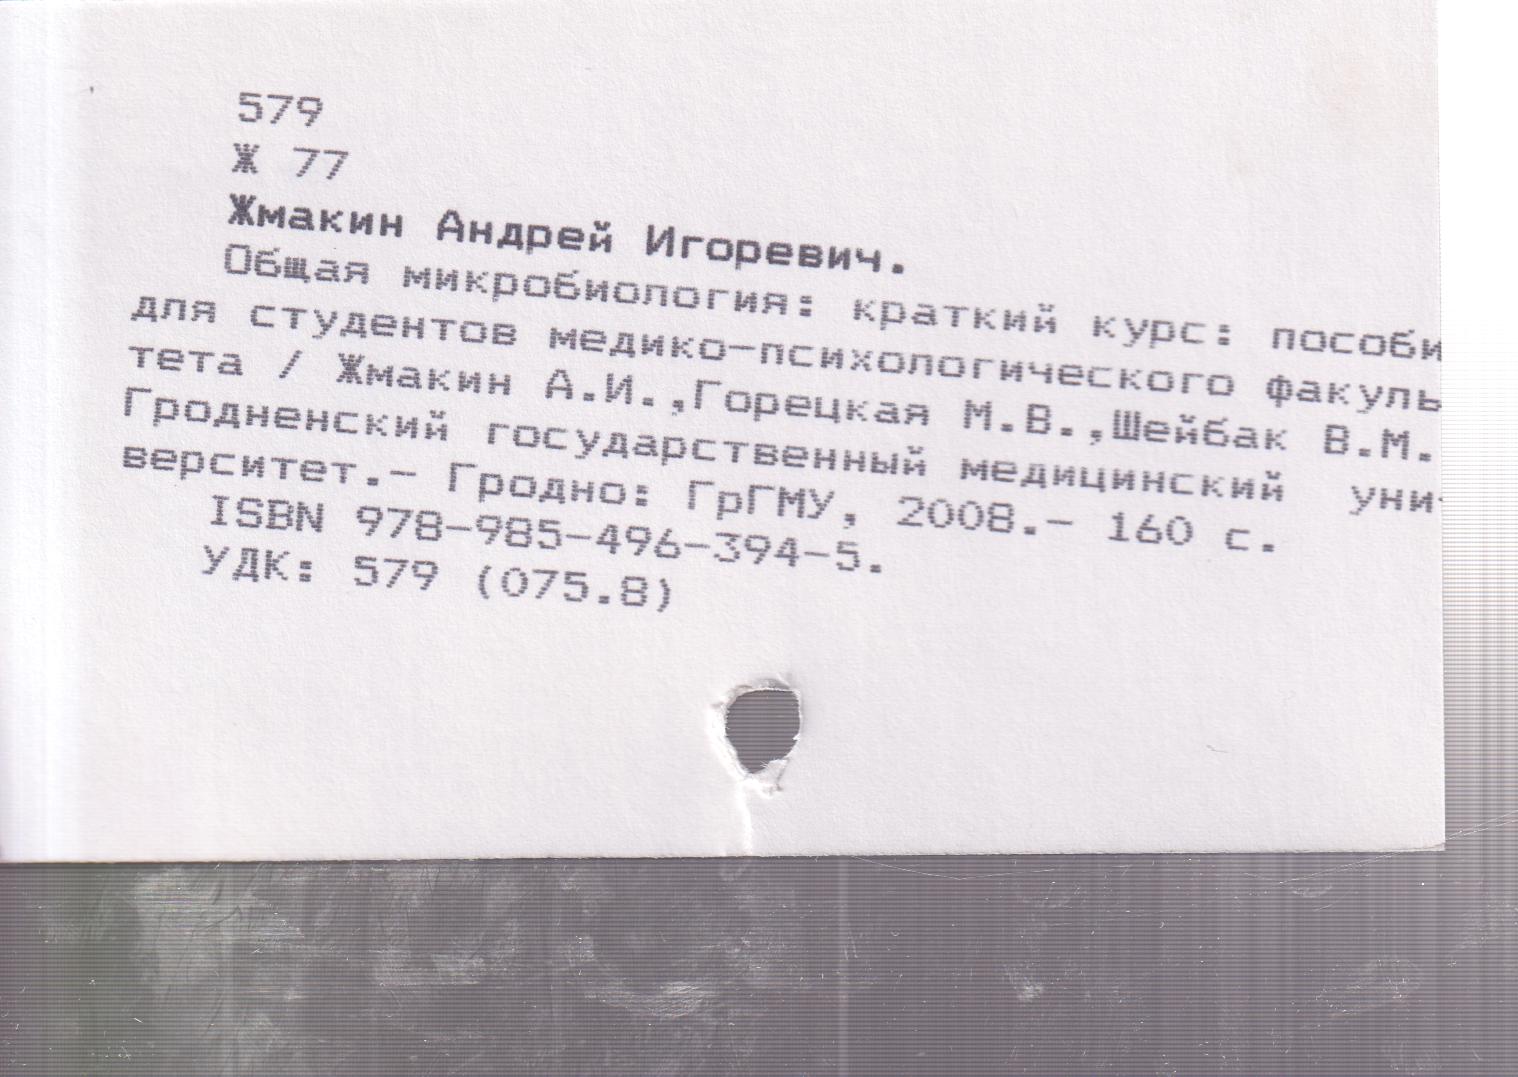 579
Ж 77
Жмакин Андрей Игоревич.
Общая микробиология: краткий курс: пособи
для студентов медико-психологического факуль
тета / Жмакин А.И.,Горецкая М.В.,Шейбак В.М.
Гродненский государственный медицинский уни-
верситет.- Гродно: ГрГМУ, 2008.- 160 с.
ISBN 978-985-496-394-5.
УДК: 579 (075.8)